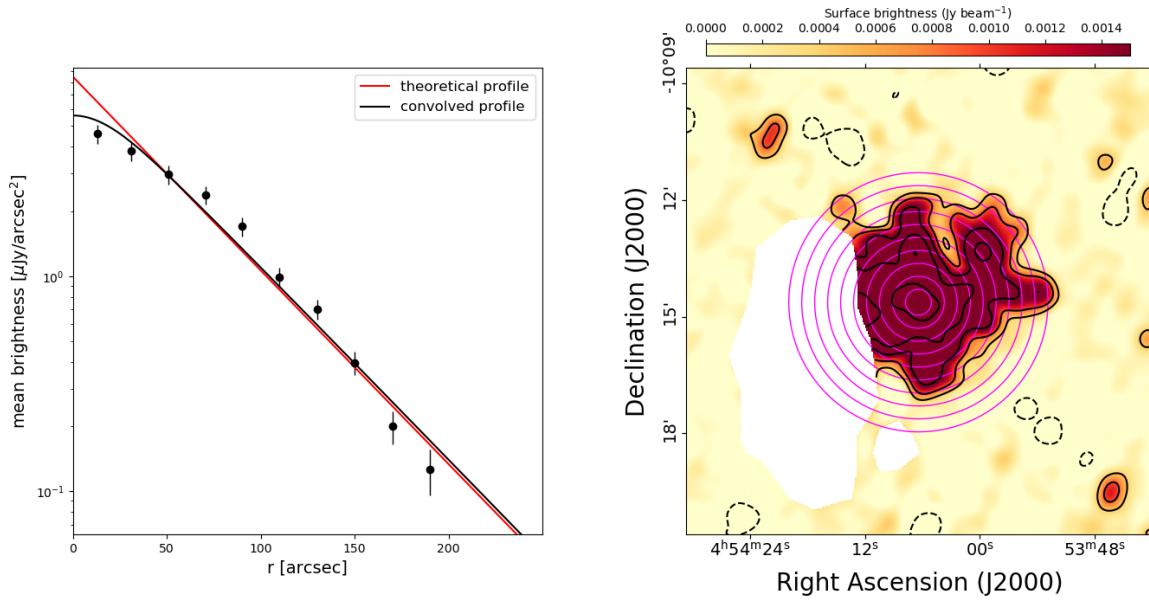 theoretical profile
convolved profile
mean brightness [μJy/arcsec²]
10⁰
10⁻¹
0
50
100
150
200
r [arcsec]
Surface brightness (Jy beam⁻¹)
0.0000 0.0002 0.0004 0.0006 0.0008 0.0010 0.0012 0.0014
-10°09'
12'
15'
18'
Declination (J2000)
4ʰ54ᵐ24ˢ 12ˢ 00ˢ 53ᵐ48ˢ
Right Ascension (J2000)